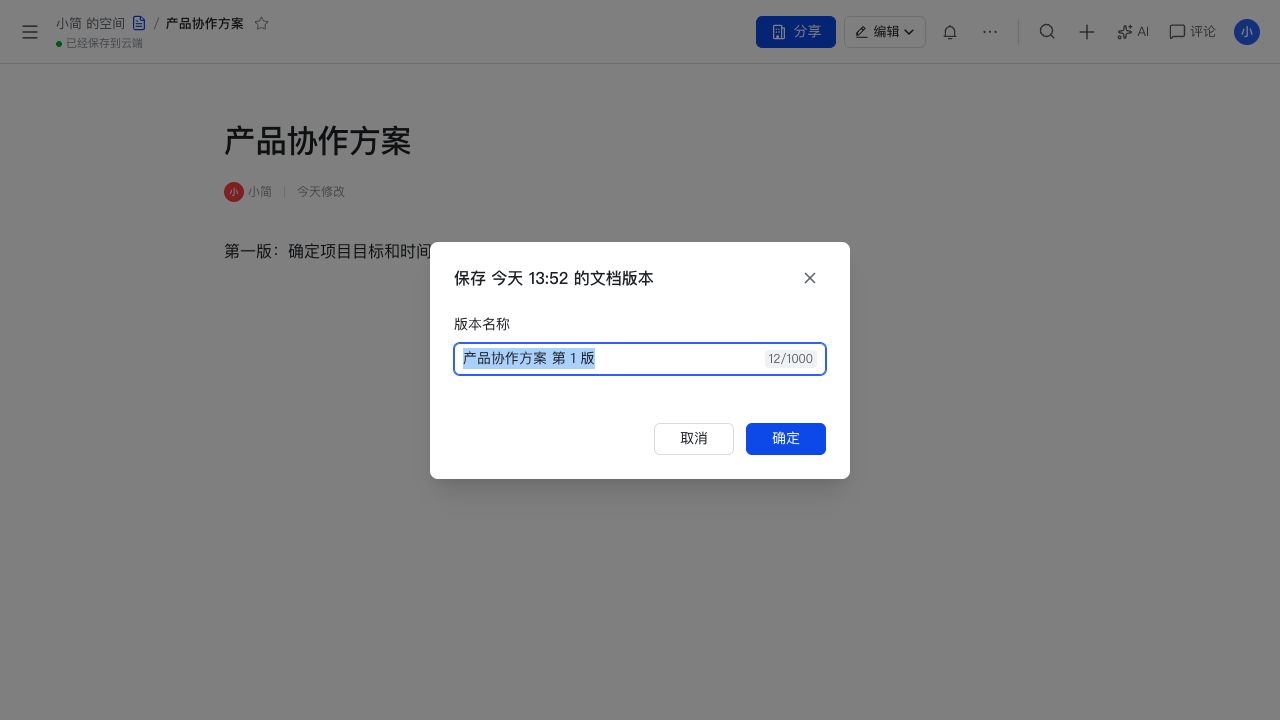 小简 的空间 / 产品协作方案
已经保存到云端
分享
编辑
AI
评论
小
产品协作方案
小 小简 今天修改
第一版：确定项目目标和时间
保存 今天 13:52 的文档版本
版本名称
产品协作方案 第 1 版 12/1000
取消 确定